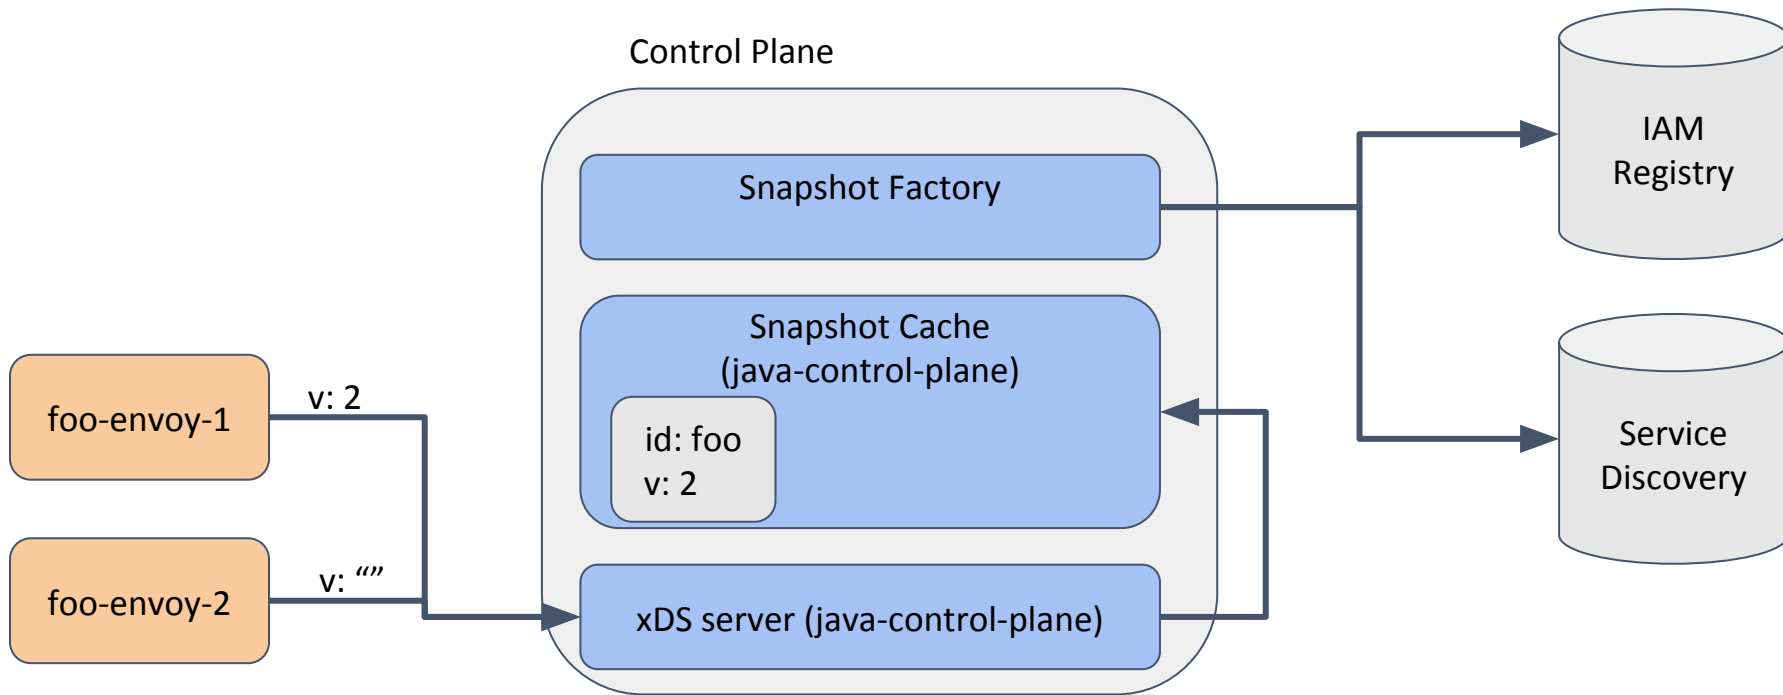 Control Plane
Snapshot Factory
IAM
Registry
Snapshot Cache
(java-control-plane)
id: foo
v: 2
Service
Discovery
foo-envoy-1
v: 2
foo-envoy-2
v: “”
xDS server (java-control-plane)